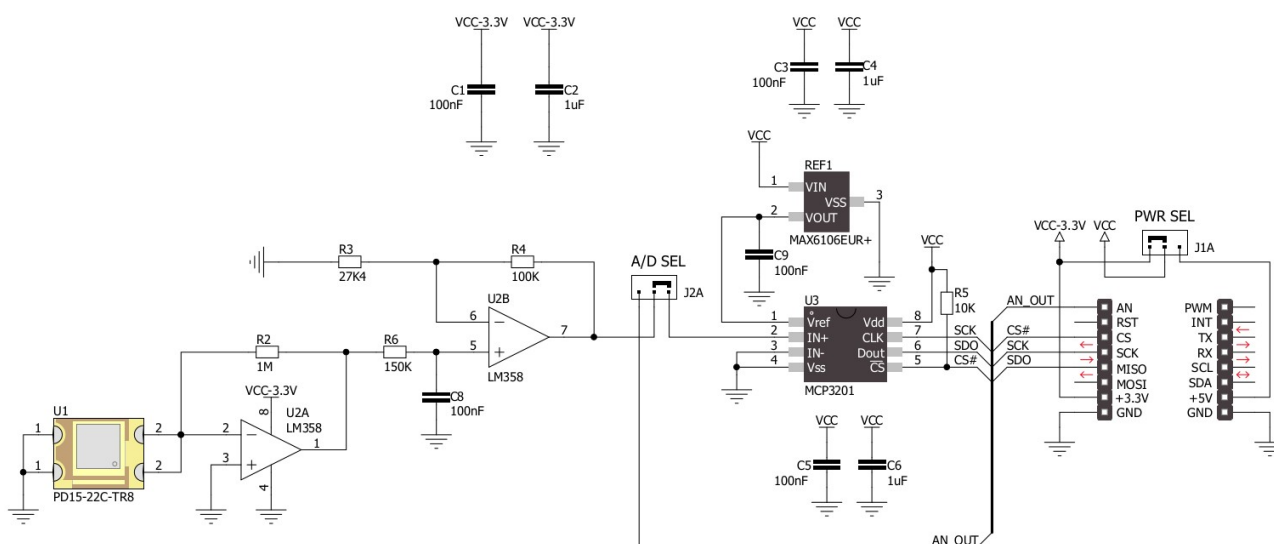 VCC-3.3V
VCC-3.3V
C1
100nF
C2
1uF
VCC
VCC
C3
100nF
C4
1uF
VCC
REF1
1
VIN
VSS
3
2
VOUT
MAX6106EUR+
C9
100nF
R3
27K4
R4
100K
U2B
6
5
7
LM358
A/D SEL
J2A
R2
1M
R6
150K
C8
100nF
VCC-3.3V
8
U2A
LM358
2
3
1
4
U1
1
1
2
2
PD15-22C-TR8
U3
1
2
3
4
Vref
IN+
IN-
Vss
Vdd
CLK
Dout
CS
8
7
6
5
MCP3201
VCC
R5
10K
SCK
SDO
CS#
VCC
VCC
C5
100nF
C6
1uF
AN_OUT
AN_OUT
CS#
SCK
SDO
VCC-3.3V
VCC
PWR SEL
J1A
AN
RST
CS
SCK
MISO
MOSI
+3.3V
GND
PWM
INT
TX
RX
SCL
SDA
+5V
GND